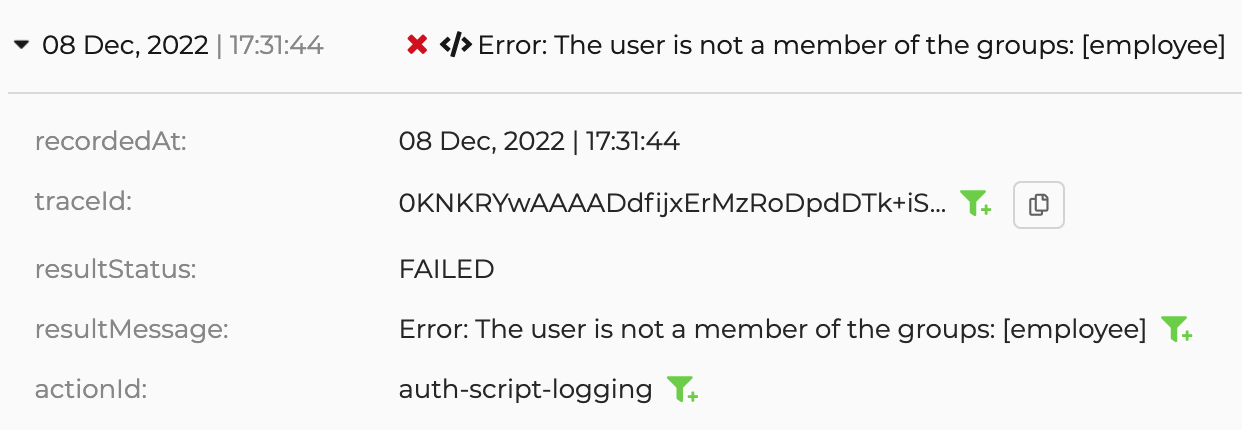 08 Dec, 2022 | 17:31:44 </> Error: The user is not a member of the groups: [employee]
recordedAt: 08 Dec, 2022 | 17:31:44
traceId: 0KNKRYwAAAADdfijxErMzRoDpdDTk+iS...
resultStatus: FAILED
resultMessage: Error: The user is not a member of the groups: [employee]
actionId: auth-script-logging